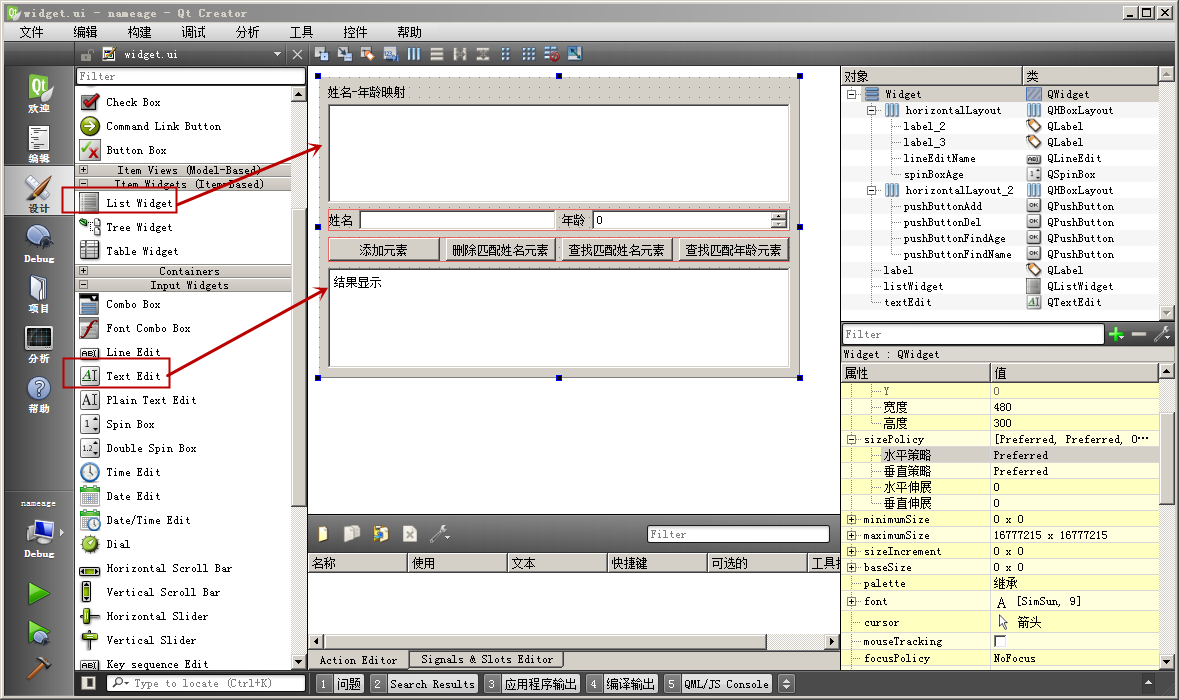 widget.ui - nameage - Qt Creator
文件 编辑 构建 调试 分析 工具 控件 帮助
widget.ui
欢迎
编辑
设计
Debug
项目
分析
帮助
nameage
Debug
Filter
Check Box
Command Link Button
Button Box
Item Views (Model-Based)
Item Widgets (Item-Based)
List Widget
Tree Widget
Table Widget
Containers
Input Widgets
Combo Box
Font Combo Box
Line Edit
Text Edit
Plain Text Edit
Spin Box
Double Spin Box
Time Edit
Date Edit
Date/Time Edit
Dial
Horizontal Scroll Bar
Vertical Scroll Bar
Horizontal Slider
Vertical Slider
Key sequence Edit
姓名-年龄映射
姓名 年龄 0
添加元素 删除匹配姓名元素 查找匹配姓名元素 查找匹配年龄元素
结果显示
Filter
名称 使用 文本 快捷键 可选的 工具
Action Editor Signals & Slots Editor
对象 类
Widget QWidget
horizontalLayout QHBoxLayout
label_2 QLabel
label_3 QLabel
lineEditName QLineEdit
spinBoxAge QSpinBox
horizontalLayout_2 QHBoxLayout
pushButtonAdd QPushButton
pushButtonDel QPushButton
pushButtonFindAge QPushButton
pushButtonFindName QPushButton
label QLabel
listWidget QListWidget
textEdit QTextEdit
Filter
Widget : QWidget
属性 值
Y 0
宽度 480
高度 300
sizePolicy [Preferred, Preferred, 0...
水平策略 Preferred
垂直策略 Preferred
水平伸展 0
垂直伸展 0
minimumSize 0 x 0
maximumSize 16777215 x 16777215
sizeIncrement 0 x 0
baseSize 0 x 0
palette 继承
font A [SimSun, 9]
cursor 箭头
mouseTracking
focusPolicy NoFocus
Type to locate (Ctrl+K) 1 问题 2 Search Results 3 应用程序输出 4 编译输出 5 QML/JS Console